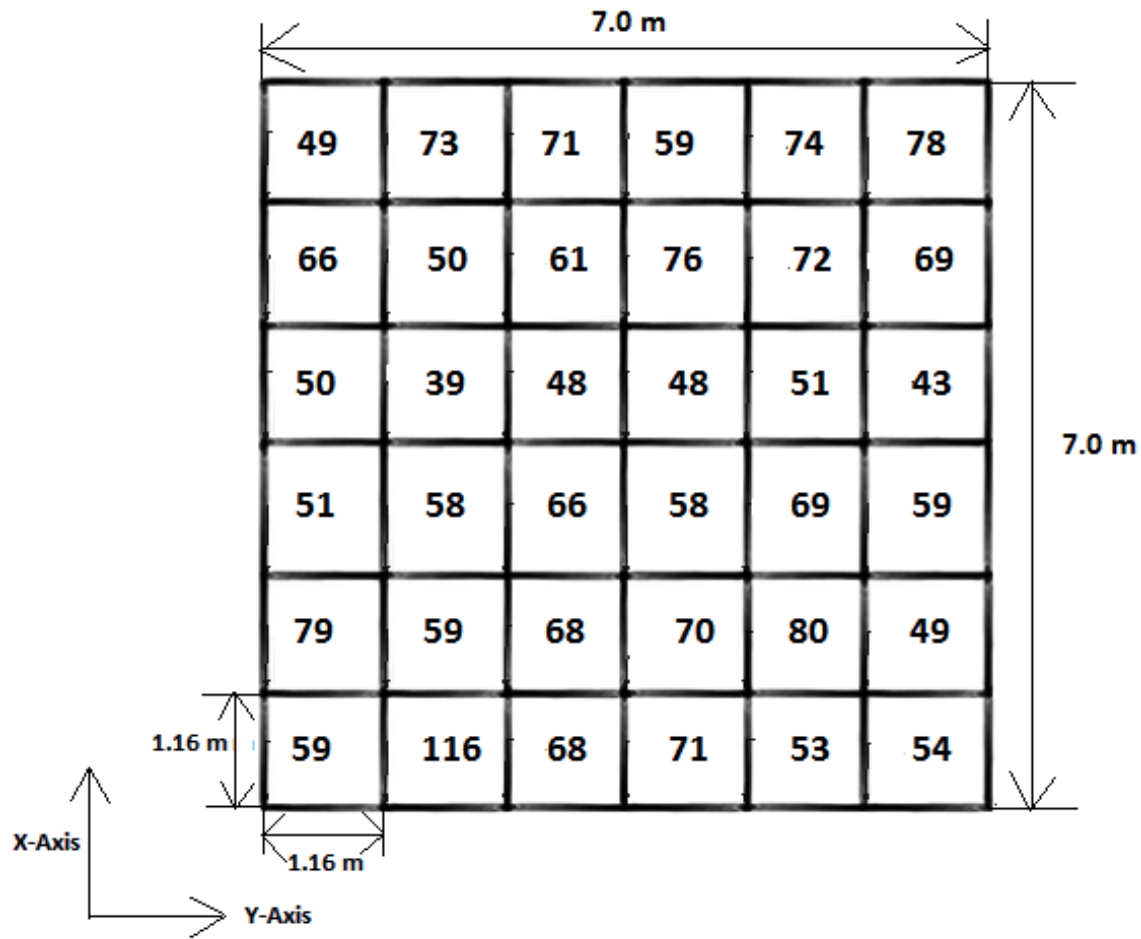 7.0 m
49 73 71 59 74 78
66 50 61 76 72 69
50 39 48 48 51 43
7.0 m
51 58 66 58 69 59
79 59 68 70 80 49
1.16 m
59 116 68 71 53 54
X-Axis
1.16 m
Y-Axis